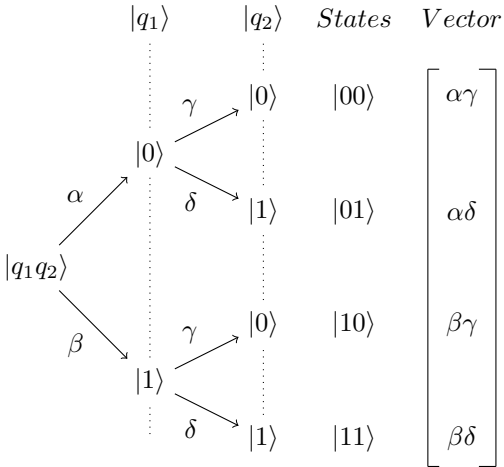 |q₁⟩ |q₂⟩ States Vector
γ |0⟩ |00⟩ αγ
|0⟩
α δ |1⟩ |01⟩ αδ
|q₁q₂⟩
β γ |0⟩ |10⟩ βγ
|1⟩
δ |1⟩ |11⟩ βδ